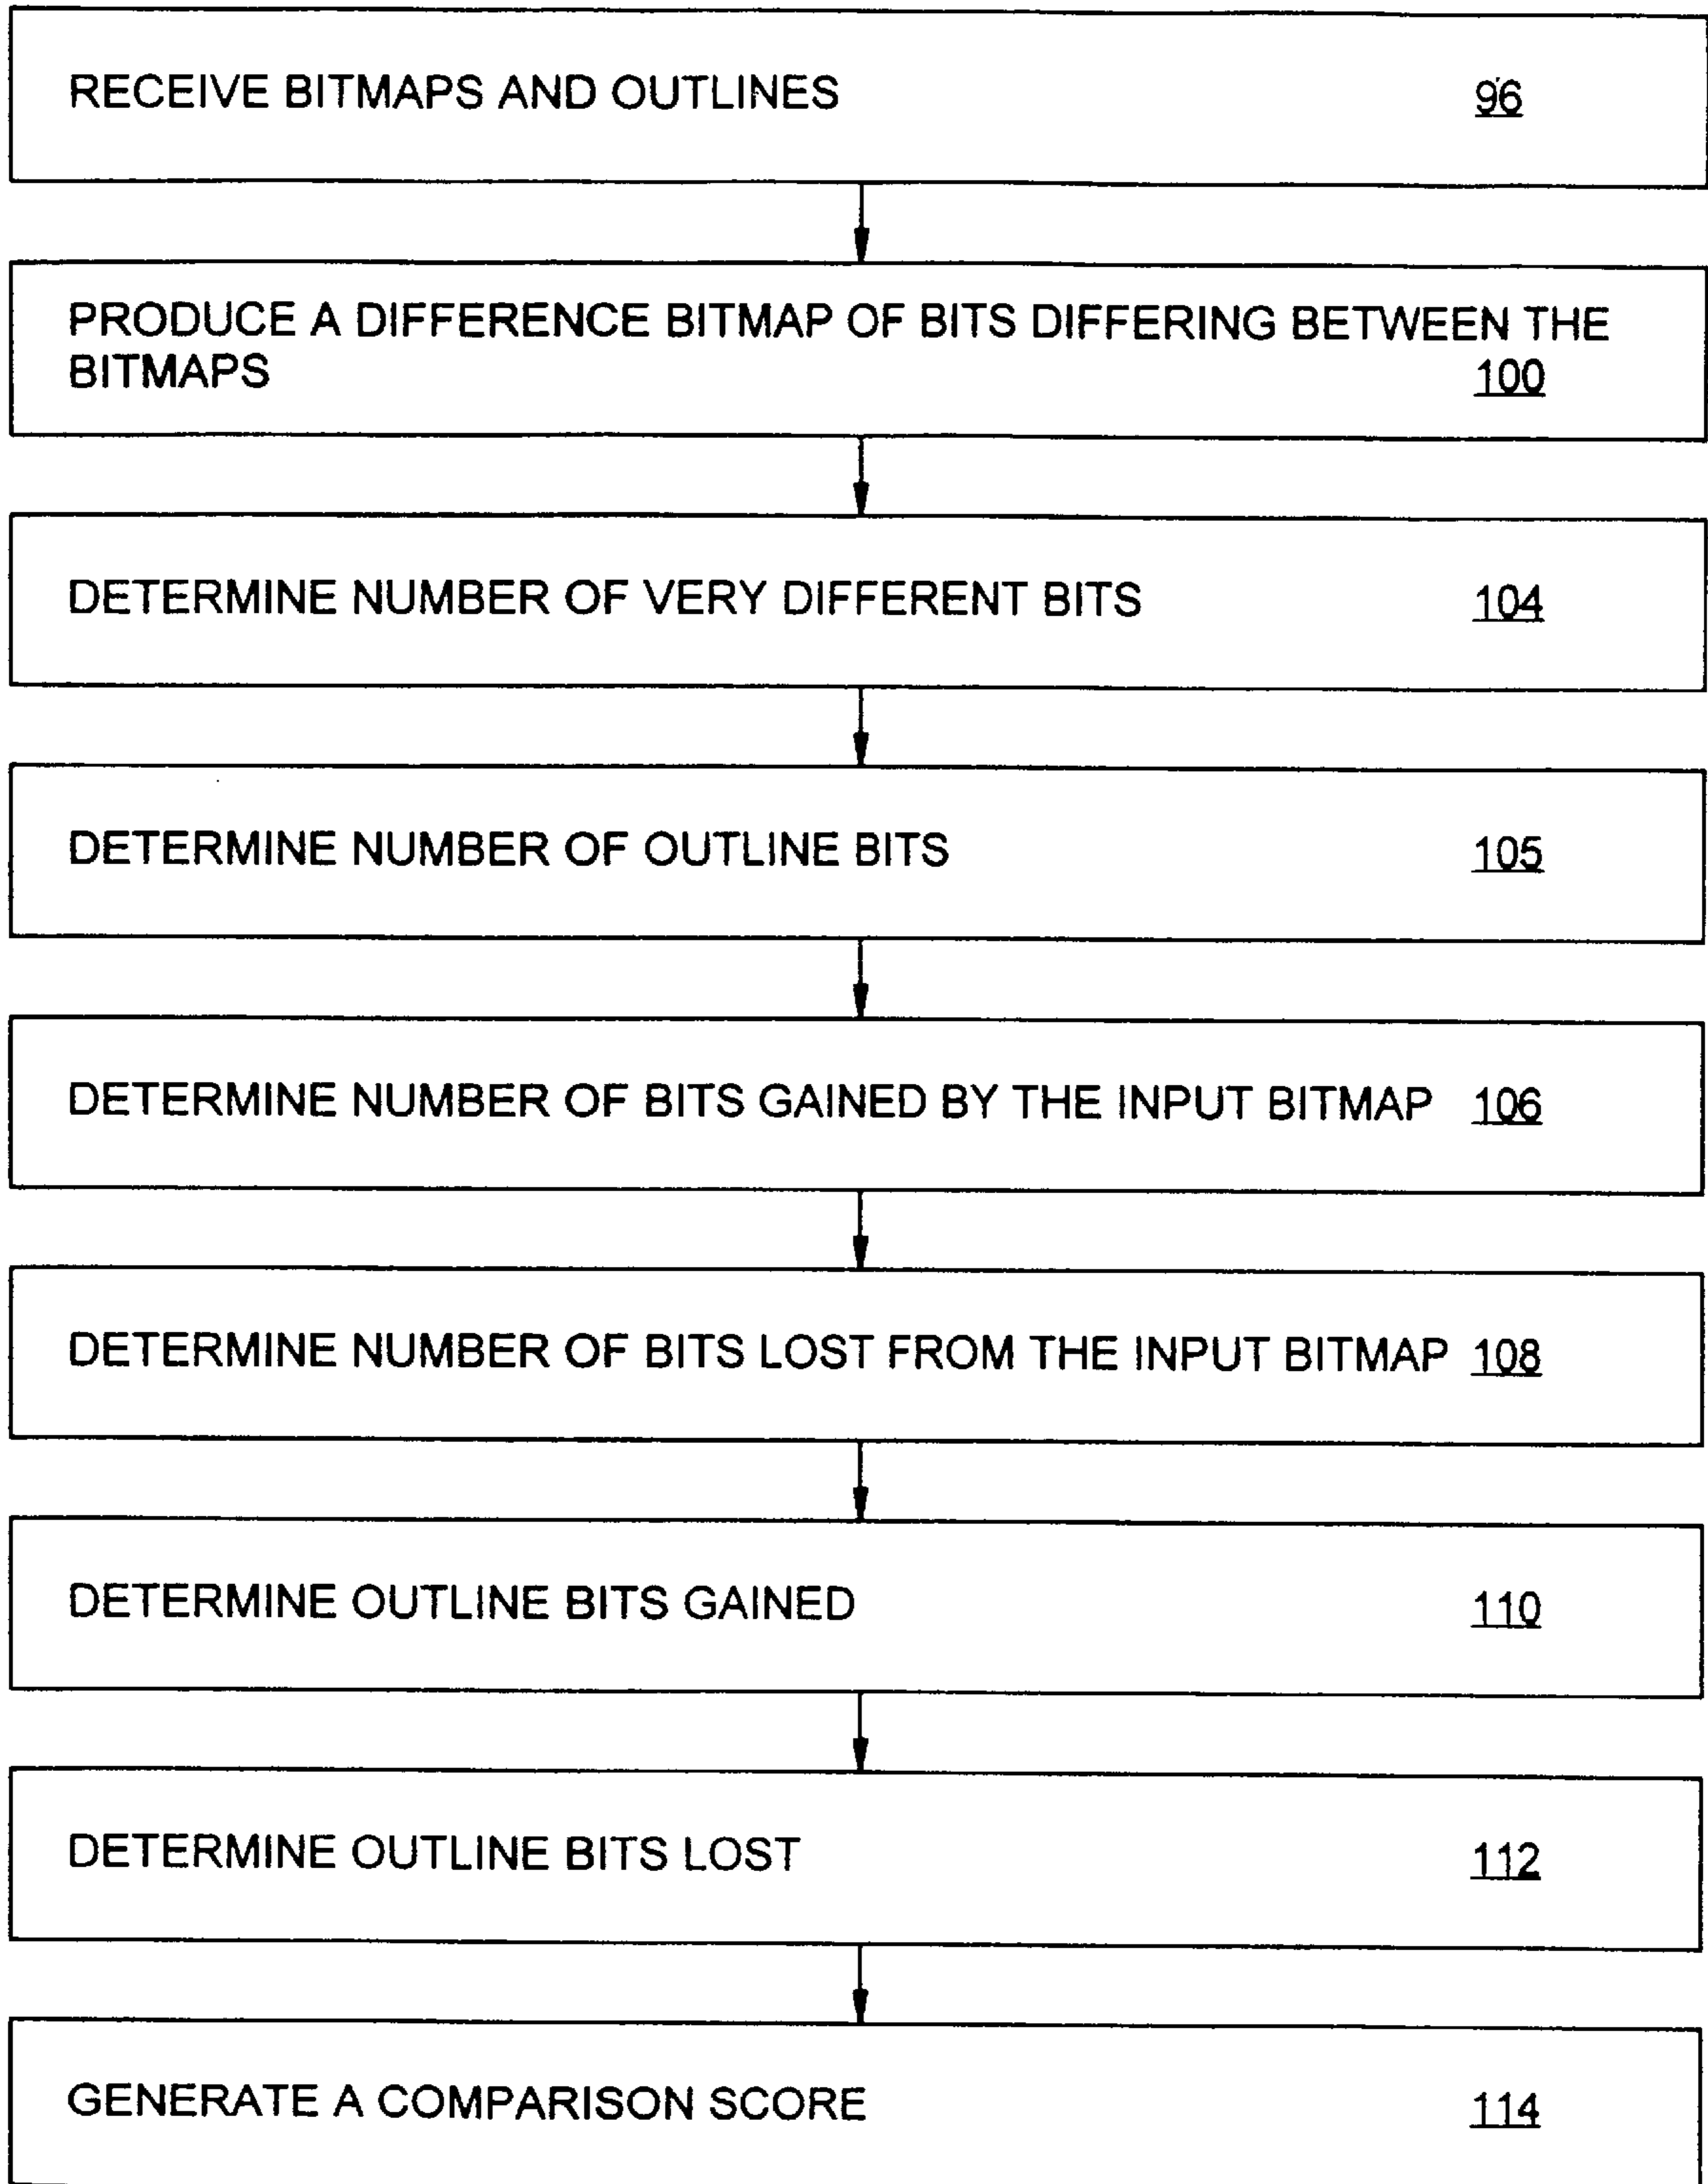 RECEIVE BITMAPS AND OUTLINES 96
PRODUCE A DIFFERENCE BITMAP OF BITS DIFFERING BETWEEN THE
BITMAPS 100
DETERMINE NUMBER OF VERY DIFFERENT BITS 104
DETERMINE NUMBER OF OUTLINE BITS 105
DETERMINE NUMBER OF BITS GAINED BY THE INPUT BITMAP 106
DETERMINE NUMBER OF BITS LOST FROM THE INPUT BITMAP 108
DETERMINE OUTLINE BITS GAINED 110
DETERMINE OUTLINE BITS LOST 112
GENERATE A COMPARISON SCORE 114